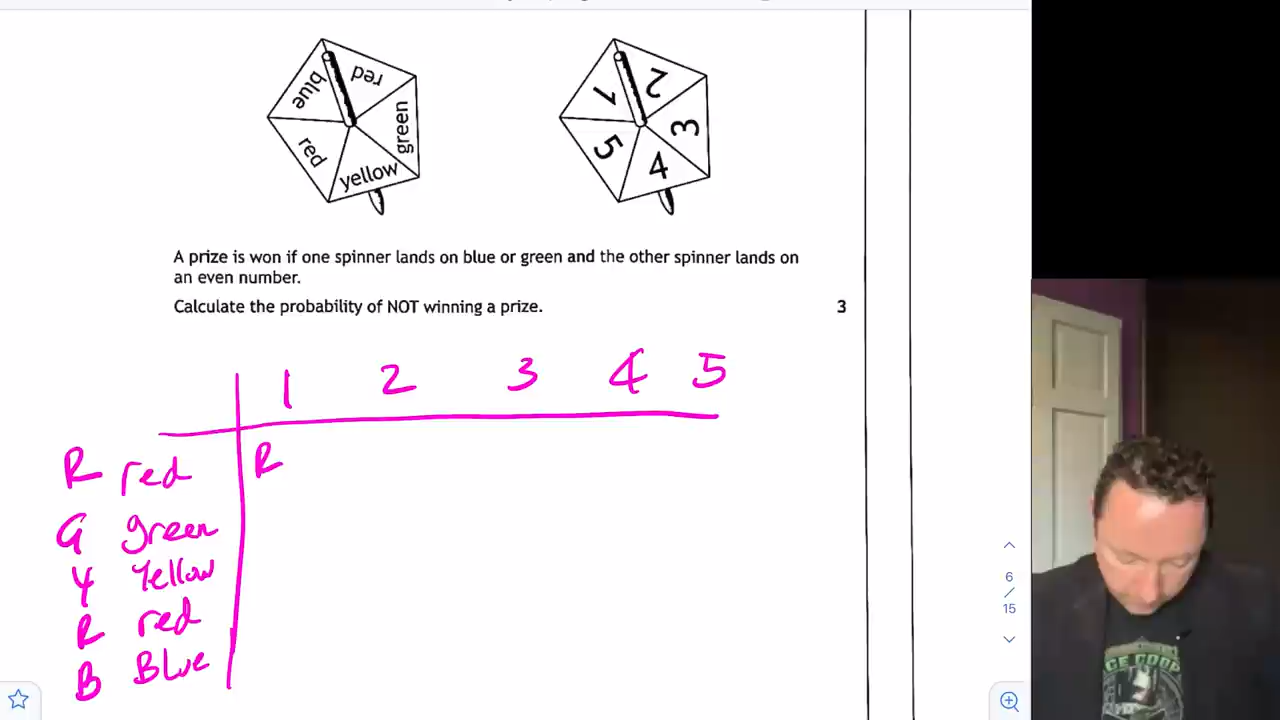 blue
red
green
yellow
red
1
2
3
4
5
A prize is won if one spinner lands on blue or green and the other spinner lands on
an even number.
Calculate the probability of NOT winning a prize. 3
1 2 3 4 5
R red R
G green
Y Yellow
R red
B Blue
6
/
15